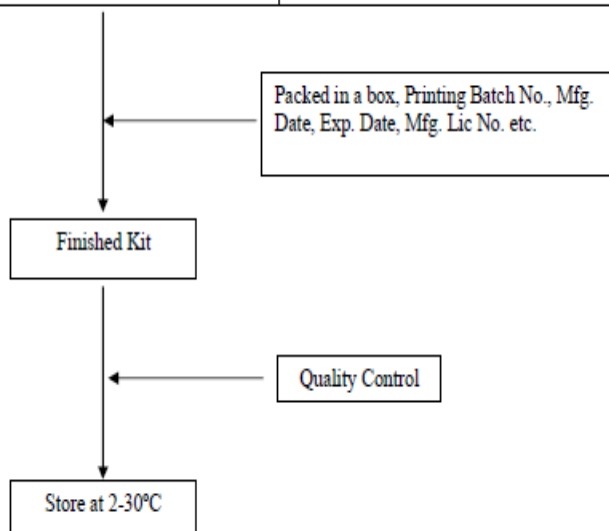 Packed in a box, Printing Batch No., Mfg.
Date, Exp. Date, Mfg. Lic No. etc.
Finished Kit
Quality Control
Store at 2-30ºC